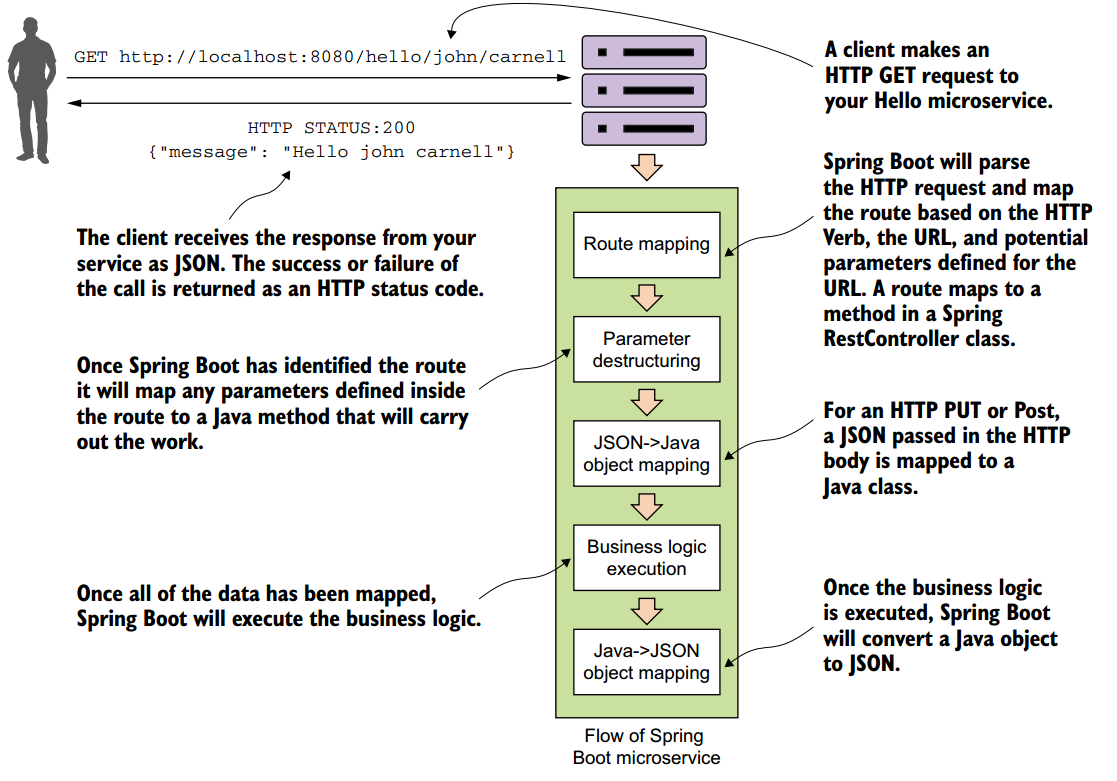 GET http://localhost:8080/hello/john/carnell
HTTP STATUS:200
{"message": "Hello john carnell"}
A client makes an
HTTP GET request to
your Hello microservice.
The client receives the response from your
service as JSON. The success or failure of
the call is returned as an HTTP status code.
Route mapping
Spring Boot will parse
the HTTP request and map
the route based on the HTTP
Verb, the URL, and potential
parameters defined for the
URL. A route maps to a
method in a Spring
RestController class.
Once Spring Boot has identified the route
it will map any parameters defined inside
the route to a Java method that will carry
out the work.
Parameter
destructuring
JSON->Java
object mapping
For an HTTP PUT or Post,
a JSON passed in the HTTP
body is mapped to a
Java class.
Once all of the data has been mapped,
Spring Boot will execute the business logic.
Business logic
execution
Java->JSON
object mapping
Once the business logic
is executed, Spring Boot
will convert a Java object
to JSON.
Flow of Spring
Boot microservice